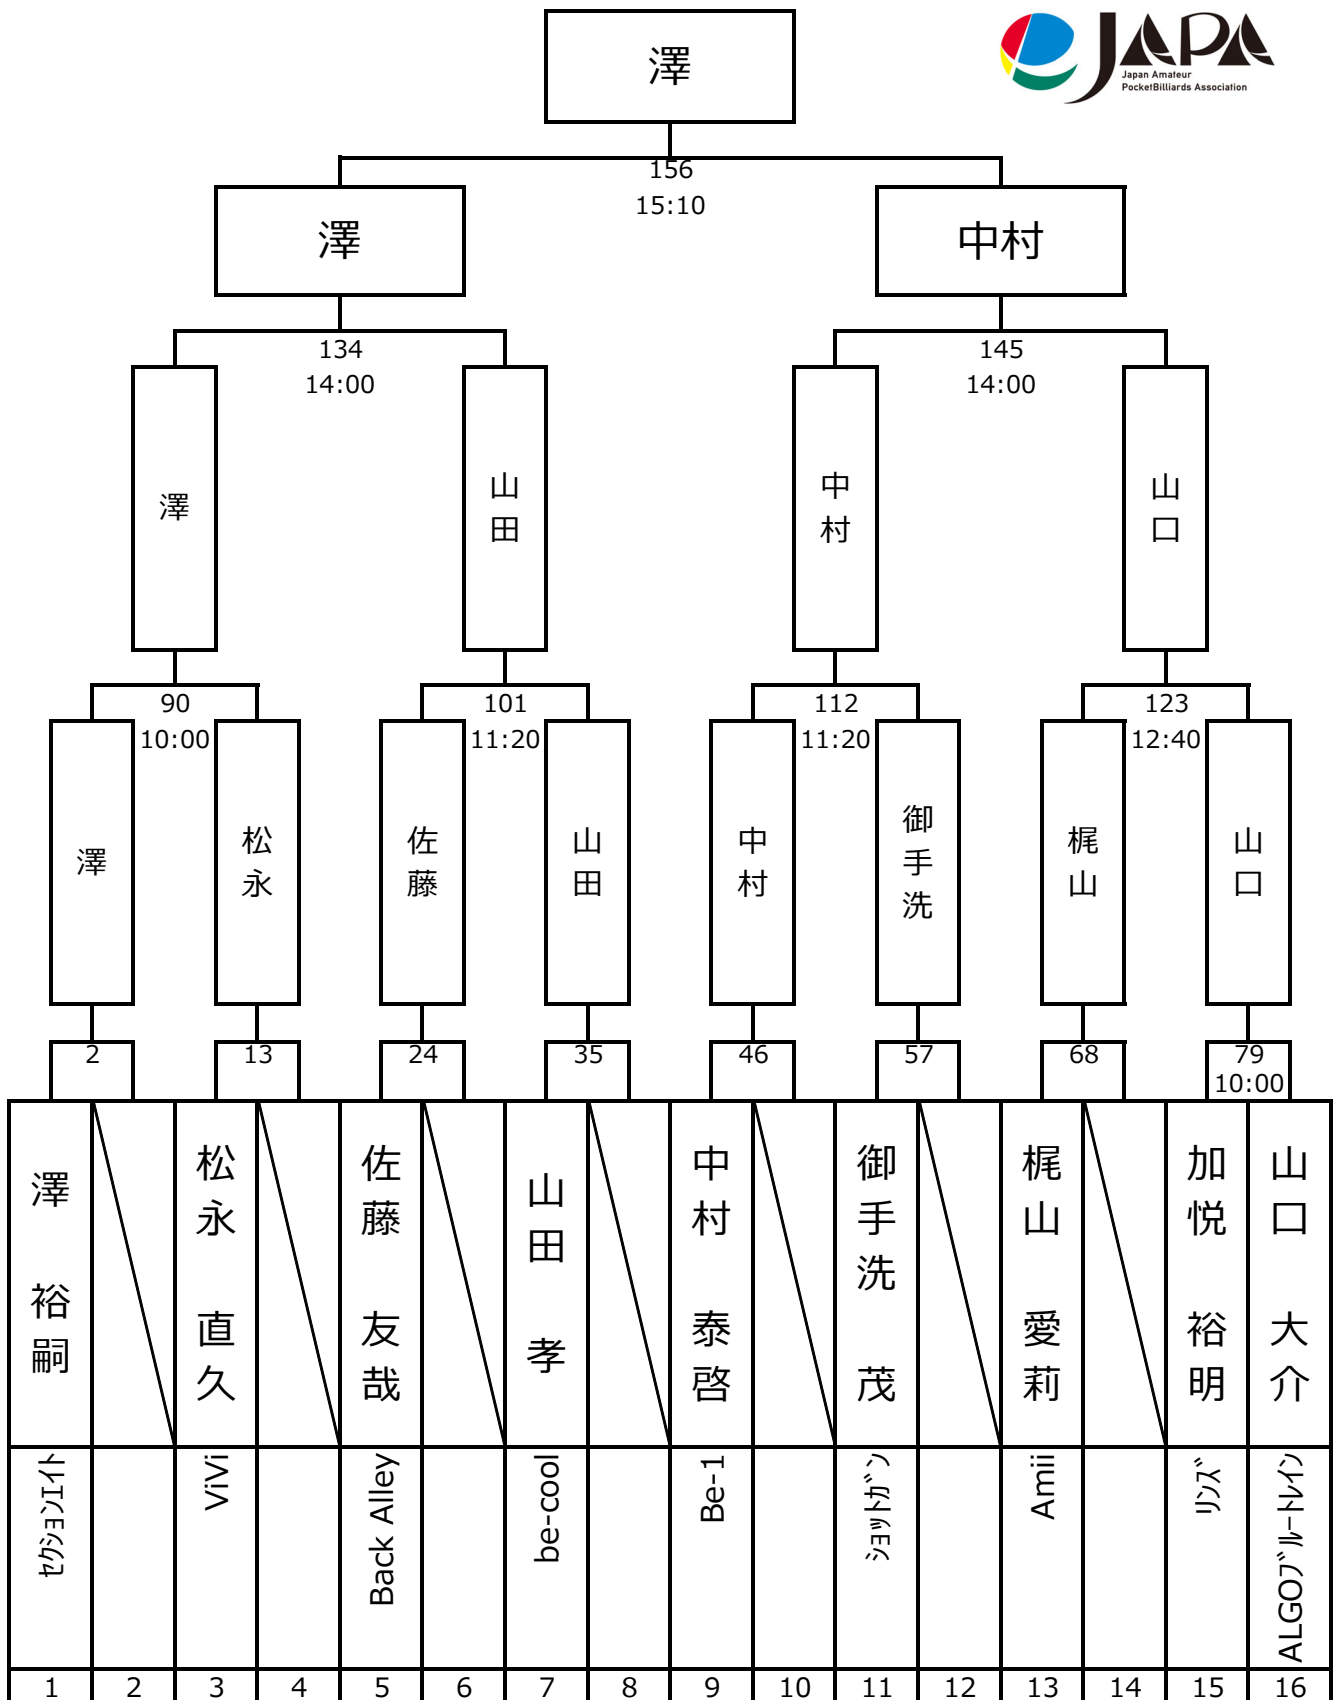 JAPA
Japan Amateur
PocketBilliards Association
澤
156
15:10
澤
中村
134
14:00
145
14:00
澤
山田
中村
山口
90
10:00
101
11:20
112
11:20
123
12:40
澤
松永
佐藤
山田
中村
御手洗
梶山
山口
2
13
24
35
46
57
68
79
10:00
澤 裕嗣
松永 直久
佐藤 友哉
山田 孝
中村 泰啓
御手洗 茂
梶山 愛莉
加悦 裕明
山口 大介
ｾｸｼｮﾝｴｲﾄ
ViVi
Back Alley
be-cool
Be-1
ｼｮｯﾄｶﾞﾝ
Amii
ﾘﾝｽﾞ
ALGOﾌﾞﾙｰﾄﾚｲﾝ
1
2
3
4
5
6
7
8
9
10
11
12
13
14
15
16